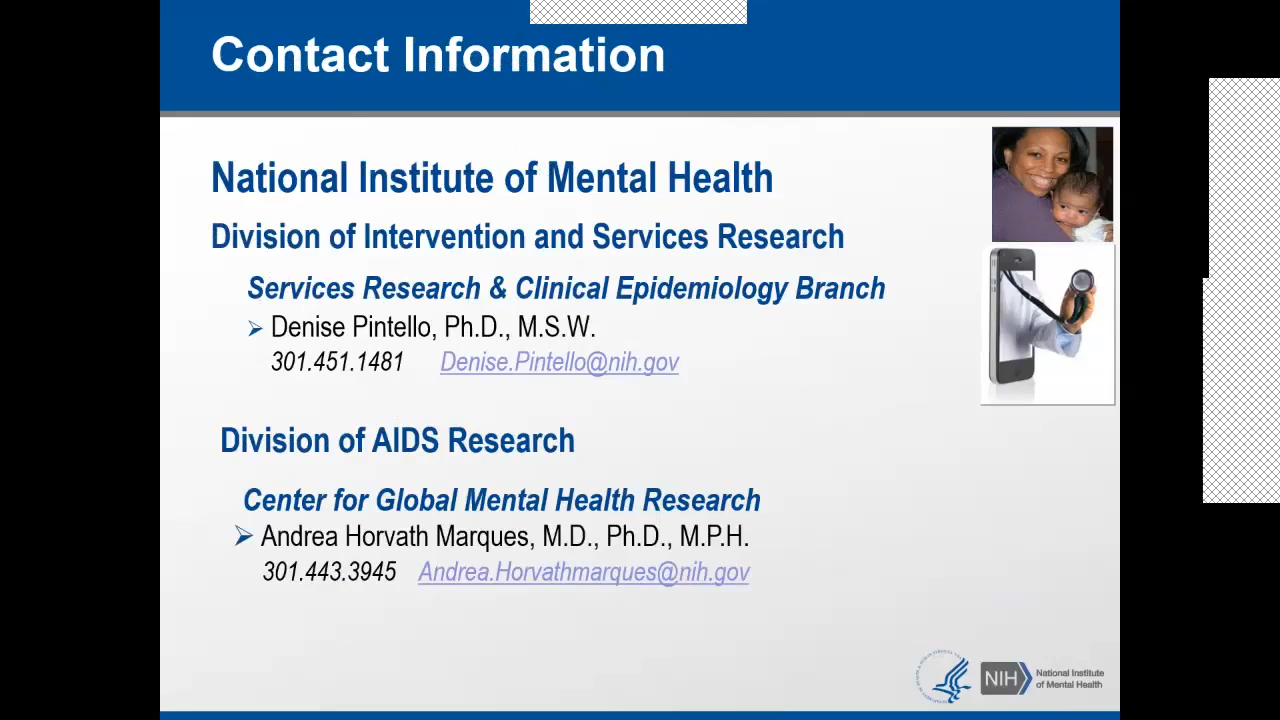 Contact Information
National Institute of Mental Health
Division of Intervention and Services Research
Services Research & Clinical Epidemiology Branch
Denise Pintello, Ph.D., M.S.W.
301.451.1481 Denise.Pintello@nih.gov
Division of AIDS Research
Center for Global Mental Health Research
Andrea Horvath Marques, M.D., Ph.D., M.P.H.
301.443.3945 Andrea.Horvathmarques@nih.gov
NIH
National Institute
of Mental Health